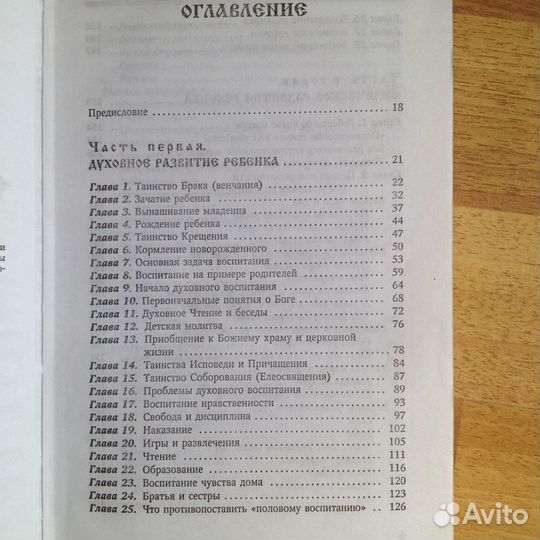 ОГЛАВЛЕНИЕ
Предисловие ........ 18
Часть первая.
ДУХОВНОЕ РАЗВИТИЕ РЕБЕНКА ........ 21
Глава 1. Таинство Брака (венчания) ........ 22
Глава 2. Зачатие ребенка ........ 32
Глава 3. Вынашивание младенца ........ 37
Глава 4. Рождение ребенка ........ 44
Глава 5. Таинство Крещения ........ 47
Глава 6. Кормление новорожденного ........ 50
Глава 7. Основная задача воспитания ........ 53
Глава 8. Воспитание на примере родителей ........ 59
Глава 9. Начало духовного воспитания ........ 64
Глава 10. Первоначальные понятия о Боге ........ 68
Глава 11. Духовное Чтение и беседы ........ 72
Глава 12. Детская молитва ........ 76
Глава 13. Приобщение к Божиему храму и церковной
жизни ........ 78
Глава 14. Таинства Исповеди и Причащения ........ 84
Глава 15. Таинство Соборования (Елеосвящения) ........ 87
Глава 16. Проблемы духовного воспитания ........ 89
Глава 17. Воспитание нравственности ........ 93
Глава 18. Свобода и дисциплина ........ 97
Глава 19. Наказание ........ 102
Глава 20. Игры и развлечения ........ 105
Глава 21. Чтение ........ 111
Глава 22. Образование ........ 116
Глава 23. Воспитание чувства дома ........ 120
Глава 24. Братья и сестры ........ 123
Глава 25. Что противопоставить «половому воспитанию» ........ 126
Avito